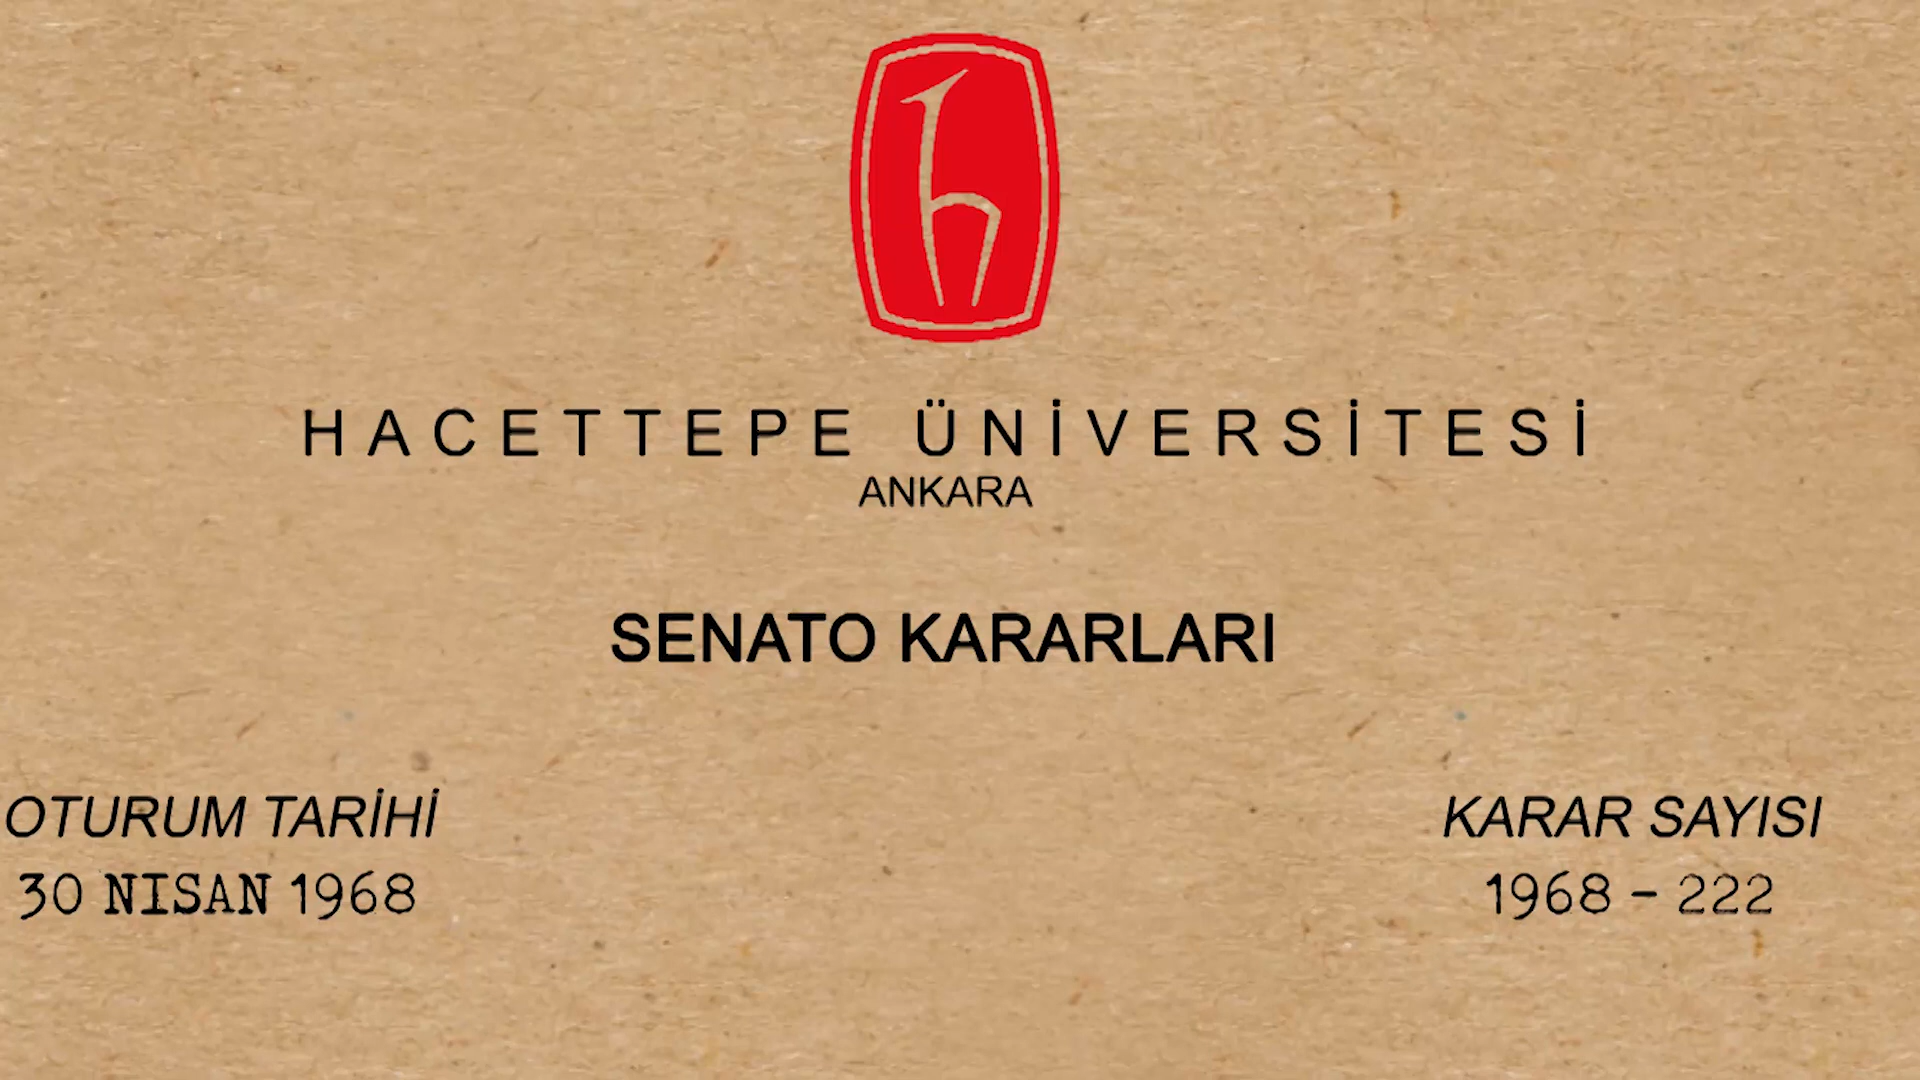 HACETTEPE ÜNİVERSİTESİ
ANKARA
SENATO KARARLARI
OTURUM TARİHİ
30 NISAN 1968
KARAR SAYISI
1968 - 222